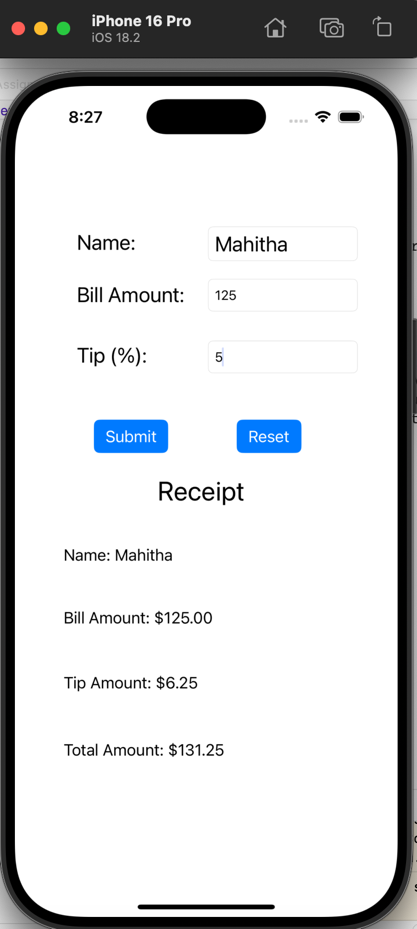 iPhone 16 Pro
iOS 18.2
8:27
Name: Mahitha
Bill Amount: 125
Tip (%): 5
Submit Reset
Receipt
Name: Mahitha
Bill Amount: $125.00
Tip Amount: $6.25
Total Amount: $131.25